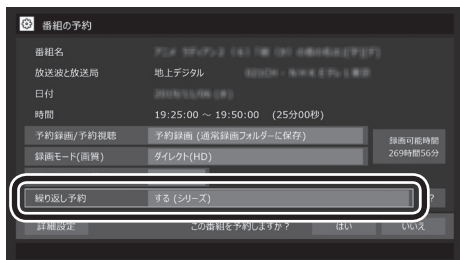 番組の予約
番組名
放送波と放送局 地上デジタル
日付
時間 19:25:00 ～ 19:50:00 (25分00秒)
予約録画/予約視聴 予約録画 (通常録画フォルダーに保存)
録画可能時間
269時間56分
録画モード(画質) ダイレクト(HD)
繰り返し予約 する (シリーズ) ?
詳細設定 この番組を予約しますか？ はい いいえ